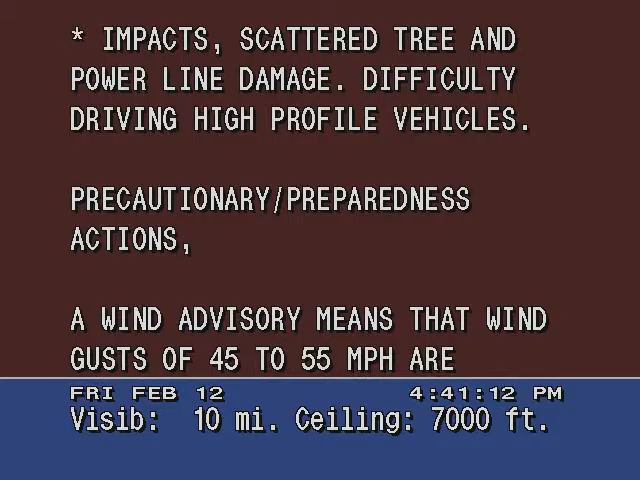 * IMPACTS, SCATTERED TREE AND
POWER LINE DAMAGE. DIFFICULTY
DRIVING HIGH PROFILE VEHICLES.
PRECAUTIONARY/PREPAREDNESS
ACTIONS,
A WIND ADVISORY MEANS THAT WIND
GUSTS OF 45 TO 55 MPH ARE
FRI FEB 12 4:41:12 PM
Visib: 10 mi. Ceiling: 7000 ft.